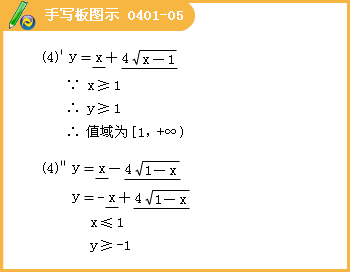 手写板图示 0401-05
(4)' y=x+4√x-1
∵ x≥1
∴ y≥1
∴ 值域为[1，+∞)
(4)" y=x-4√1-x
y=-x+4√1-x
x≤1
y≥-1